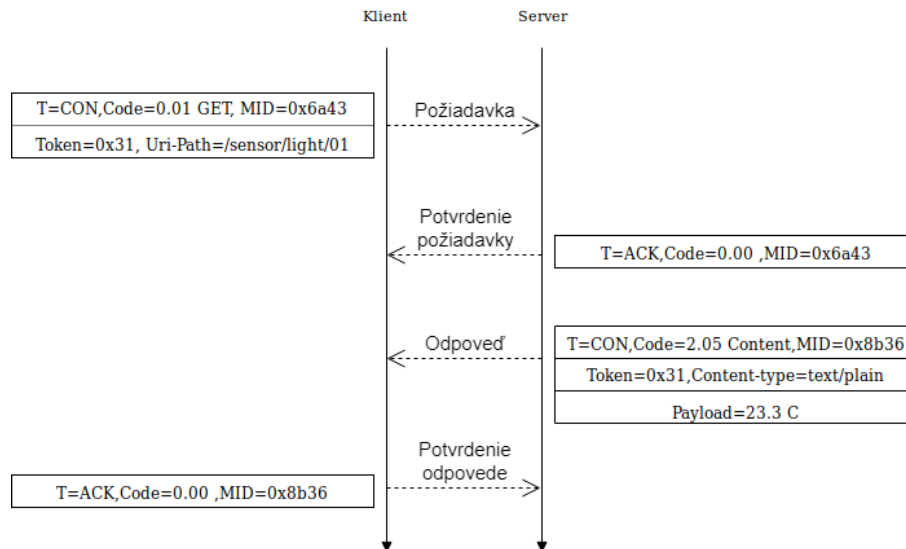 Klient
Server
T=CON,Code=0.01 GET, MID=0x6a43
Token=0x31, Uri-Path=/sensor/light/01
Požiadavka
Potvrdenie
požiadavky
T=ACK,Code=0.00 ,MID=0x6a43
Odpoveď
T=CON,Code=2.05 Content,MID=0x8b36
Token=0x31,Content-type=text/plain
Payload=23.3 C
Potvrdenie
odpovede
T=ACK,Code=0.00 ,MID=0x8b36